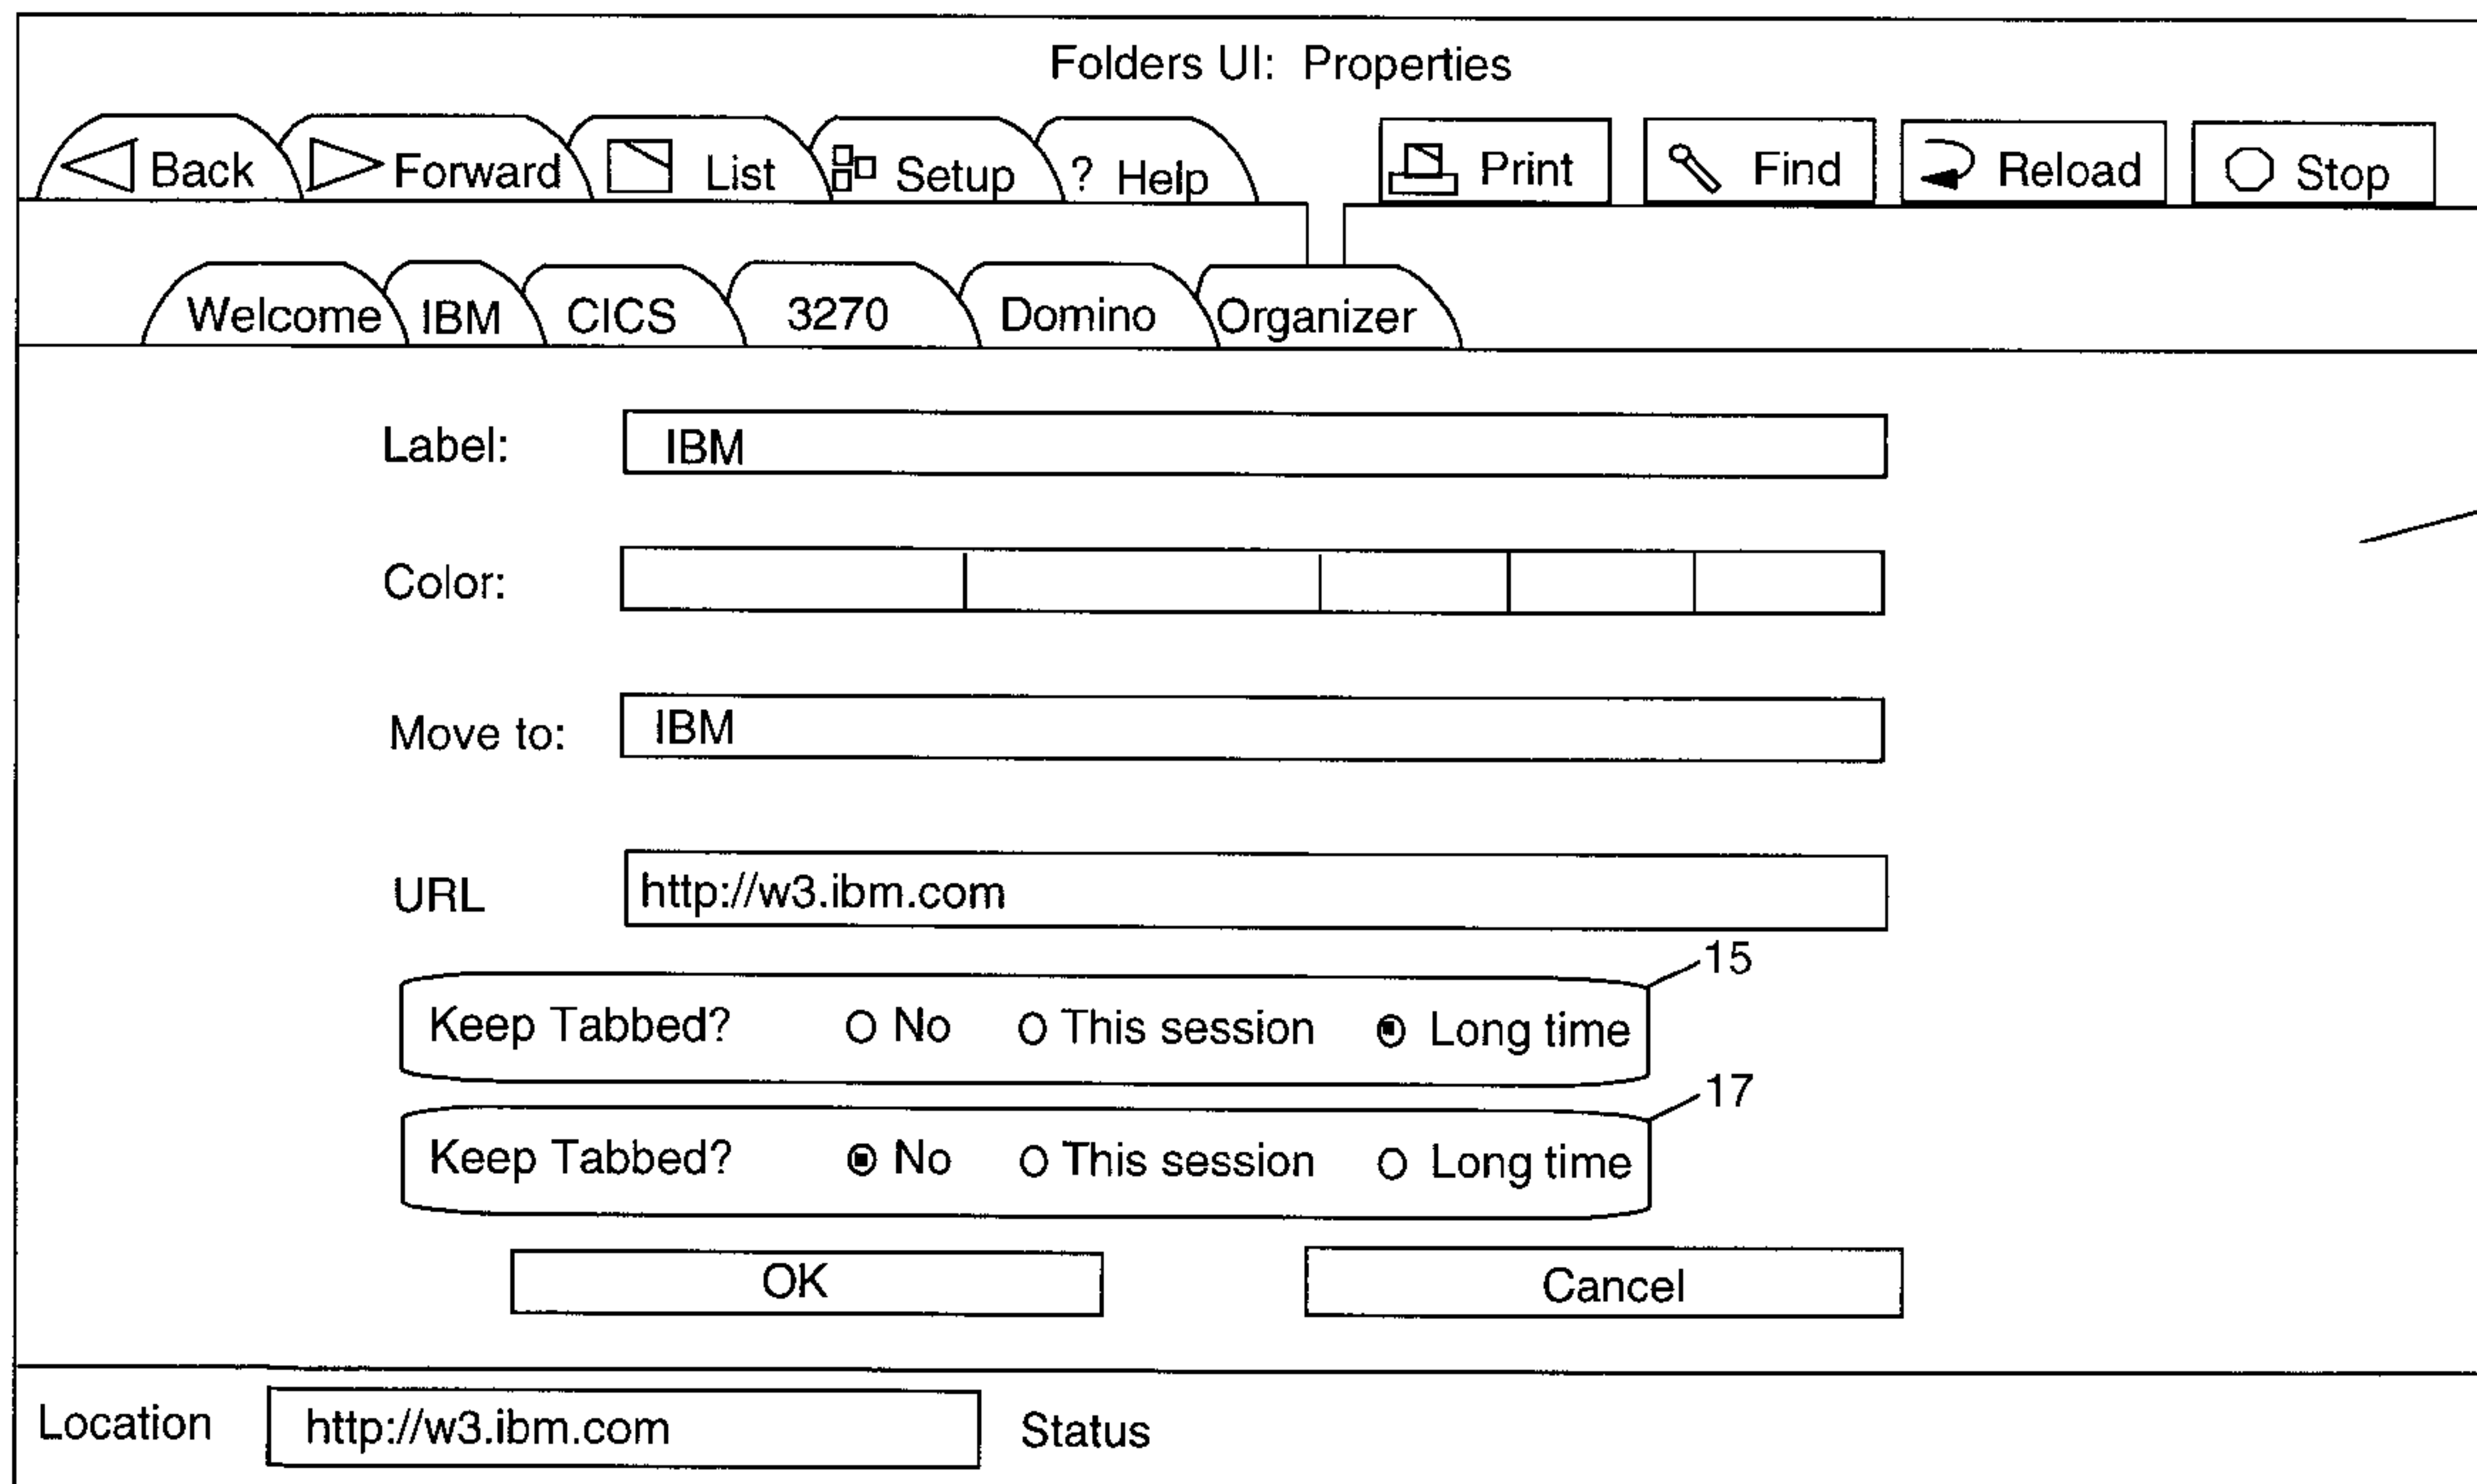 Folders UI: Properties
Back Forward List Setup ? Help Print Find Reload Stop
Welcome IBM CICS 3270 Domino Organizer
Label: IBM
Color:
Move to: IBM
URL http://w3.ibm.com
15
Keep Tabbed? No This session Long time
17
Keep Tabbed? No This session Long time
OK Cancel
Location http://w3.ibm.com Status